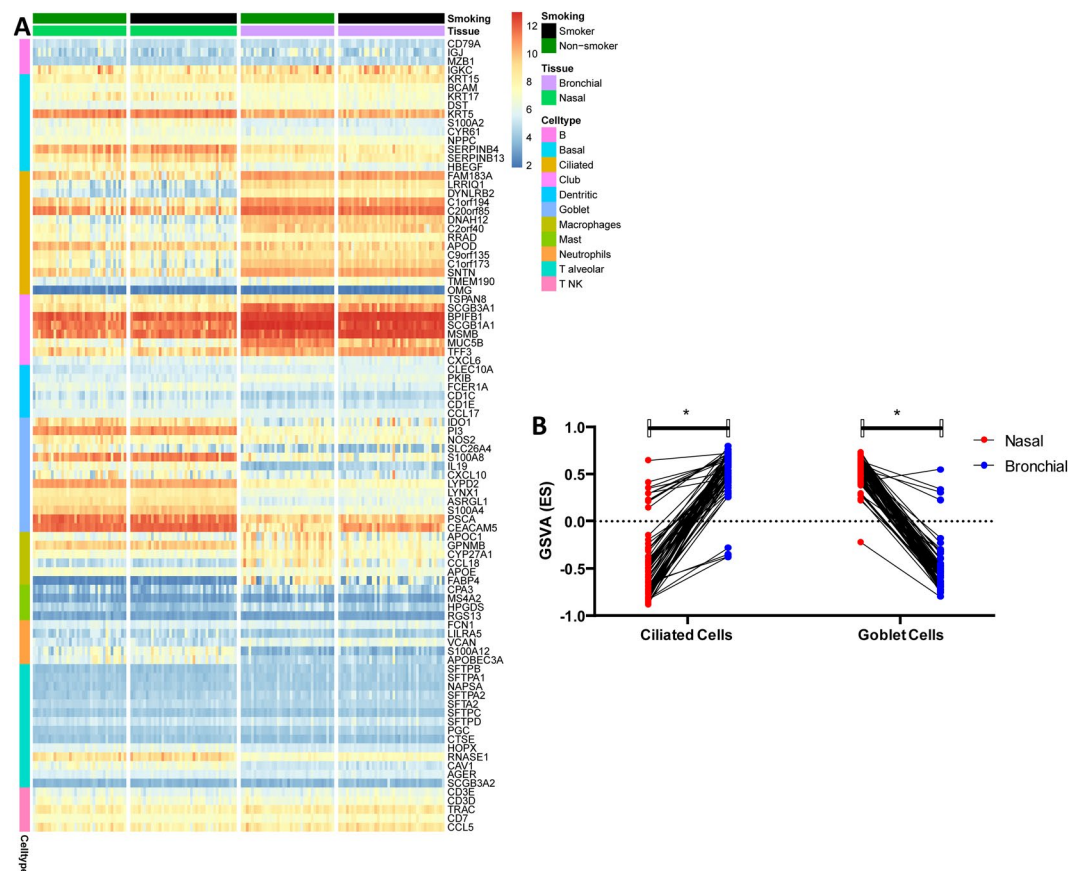 A
Smoking
Tissue
CD79A
IGJ
MZB1
IGKC
KRT15
BCAM
KRT17
DST
KRT5
S100A2
CYR61
NPPC
SERPINB4
SERPINB13
HBEGF
FAM183A
LRRIQ1
DYNLRB2
C1orf194
C20orf85
DNAH12
C2orf40
RRAD
APOD
C9orf135
C1orf173
SNTN
TMEM190
OMG
TSPAN8
SCGB3A1
BPIFB1
SCGB1A1
MSMB
MUC5B
TFF3
CXCL6
CLEC10A
PKIB
FCER1A
CD1C
CD1E
CCL17
IDO1
PI3
NOS2
SLC26A4
S100A8
IL19
CXCL10
LYPD2
LYNX1
ASRGL1
S100A4
PSCA
CEACAM5
APOC1
GPNMB
CYP27A1
CCL18
APOE
FABP4
CPA3
MS4A2
HPGDS
RGS13
FCN1
LILRA5
VCAN
S100A12
APOBEC3A
SFTPB
SFTPA1
NAPSA
SFTPA2
SFTA2
SFTPC
SFTPD
PGC
CTSE
HOPX
RNASE1
CAV1
AGER
SCGB3A2
CD3E
CD3D
TRAC
CD7
CCL5
Celltype
12
10
8
6
4
2
Smoking
Smoker
Non−smoker
Tissue
Bronchial
Nasal
Celltype
B
Basal
Ciliated
Club
Dentritic
Goblet
Macrophages
Mast
Neutrophils
T alveolar
T NK
B
1.0
0.5
0.0
-0.5
-1.0
GSVA (ES)
*
*
Nasal
Bronchial
Ciliated Cells
Goblet Cells